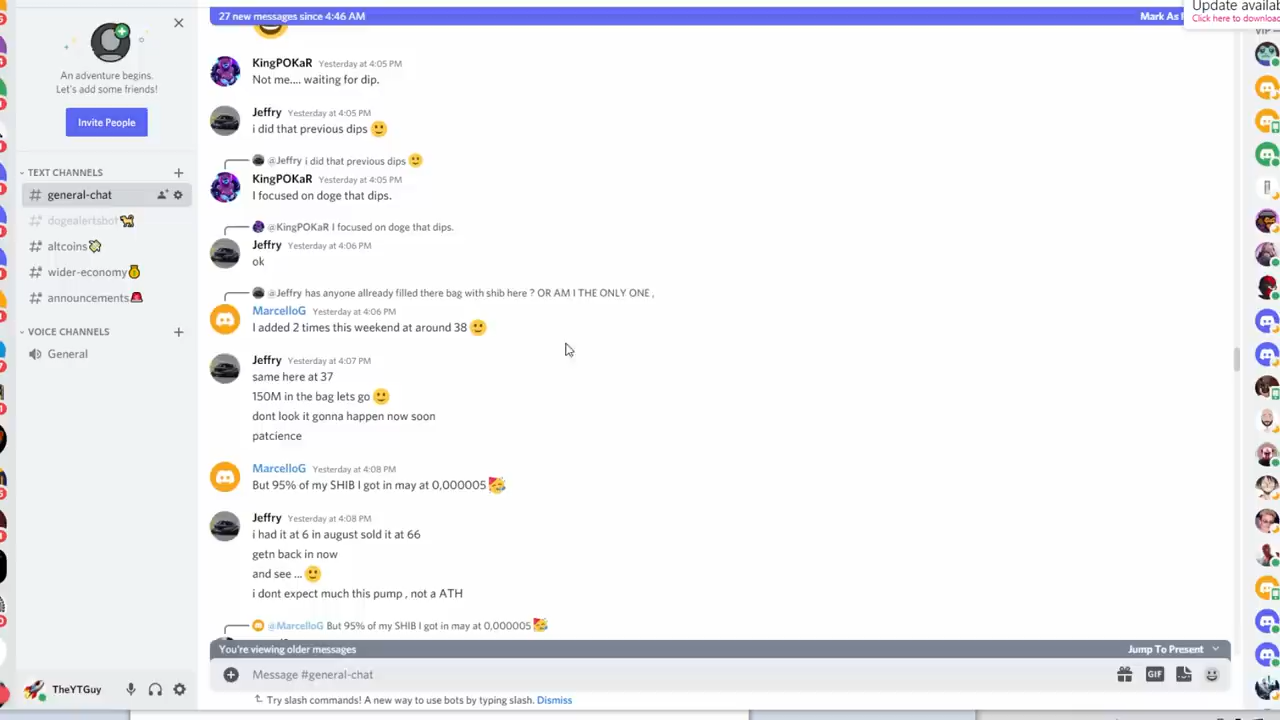 27 new messages since 4:46 AM
Mark As
Update availab
Click here to download
An adventure begins.
Let's add some friends!
Invite People
TEXT CHANNELS
general-chat
dogealertsbot
altcoins
wider-economy
announcements
VOICE CHANNELS
General
TheYTGuy
KingPOKaR Yesterday at 4:05 PM
Not me.... waiting for dip.
Jeffry Yesterday at 4:05 PM
i did that previous dips
@Jeffry i did that previous dips
KingPOKaR Yesterday at 4:05 PM
I focused on doge that dips.
@KingPOKaR I focused on doge that dips.
Jeffry Yesterday at 4:06 PM
ok
@Jeffry has anyone allready filled there bag with shib here ? OR AM I THE ONLY ONE ,
MarcelloG Yesterday at 4:06 PM
I added 2 times this weekend at around 38
Jeffry Yesterday at 4:07 PM
same here at 37
150M in the bag lets go
dont look it gonna happen now soon
patcience
MarcelloG Yesterday at 4:08 PM
But 95% of my SHIB I got in may at 0,000005
Jeffry Yesterday at 4:08 PM
i had it at 6 in august sold it at 66
getn back in now
and see ...
i dont expect much this pump , not a ATH
@MarcelloG But 95% of my SHIB I got in may at 0,000005
You're viewing older messages
Jump To Present
Message #general-chat
GIF
Try slash commands! A new way to use bots by typing slash. Dismiss
VIP